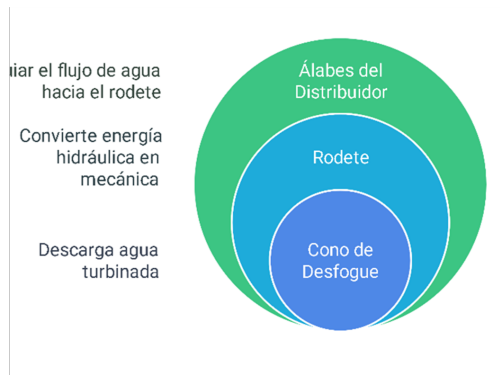 el flujo de agua
hacia el rodete
Álabes del
Distribuidor
Convierte energía
hidráulica en
mecánica
Rodete
Descarga agua
turbinada
Cono de
Desfogue